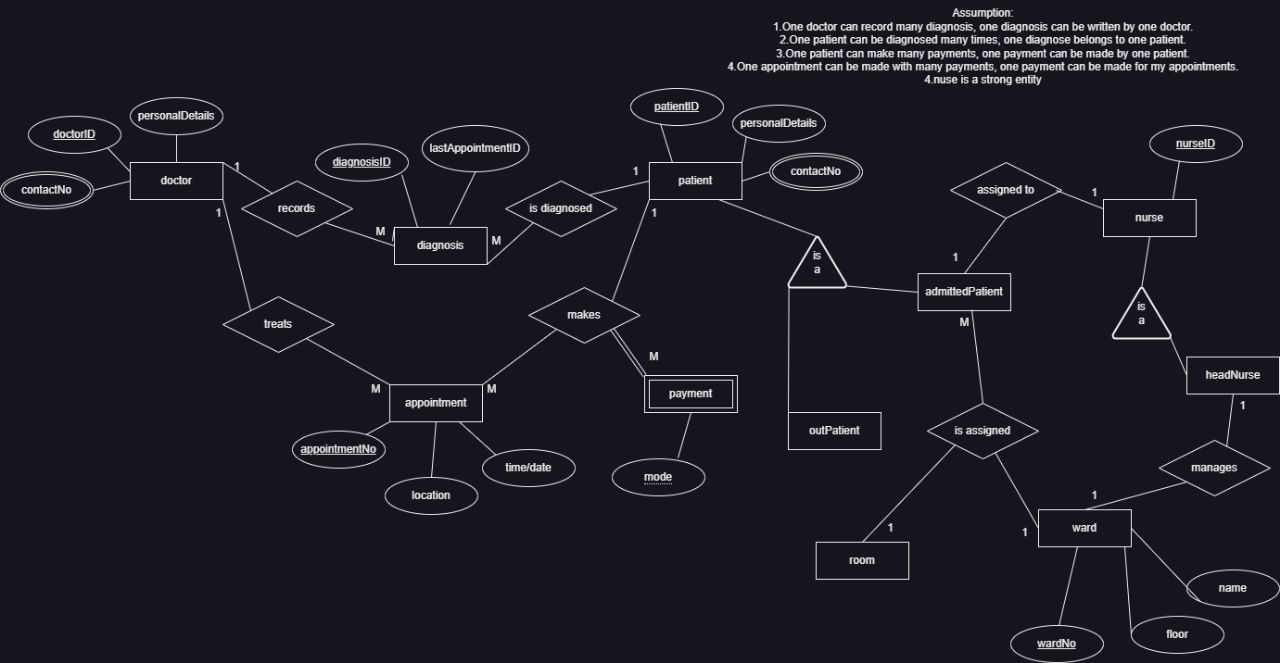 Assumption:
1.One doctor can record many diagnosis, one diagnosis can be written by one doctor.
2.One patient can be diagnosed many times, one diagnose belongs to one patient.
3.One patient can make many payments, one payment can be made by one patient.
4.One appointment can be made with many payments, one payment can be made for my appointments.
4.nuse is a strong entity
patientID
personalDetails
personalDetails
doctorID
nurseID
lastAppointmentID
diagnosisID
1
1
contactNo
doctor
patient
contactNo
assigned to
1
records
is diagnosed
1
1
nurse
M
M
diagnosis
is
a
1
admittedPatient
is
a
treats
makes
M
M
headNurse
M
M
payment
appointment
1
outPatient
is assigned
appointmentNo
time/date
manages
mode
location
1
1
1
ward
room
name
floor
wardNo